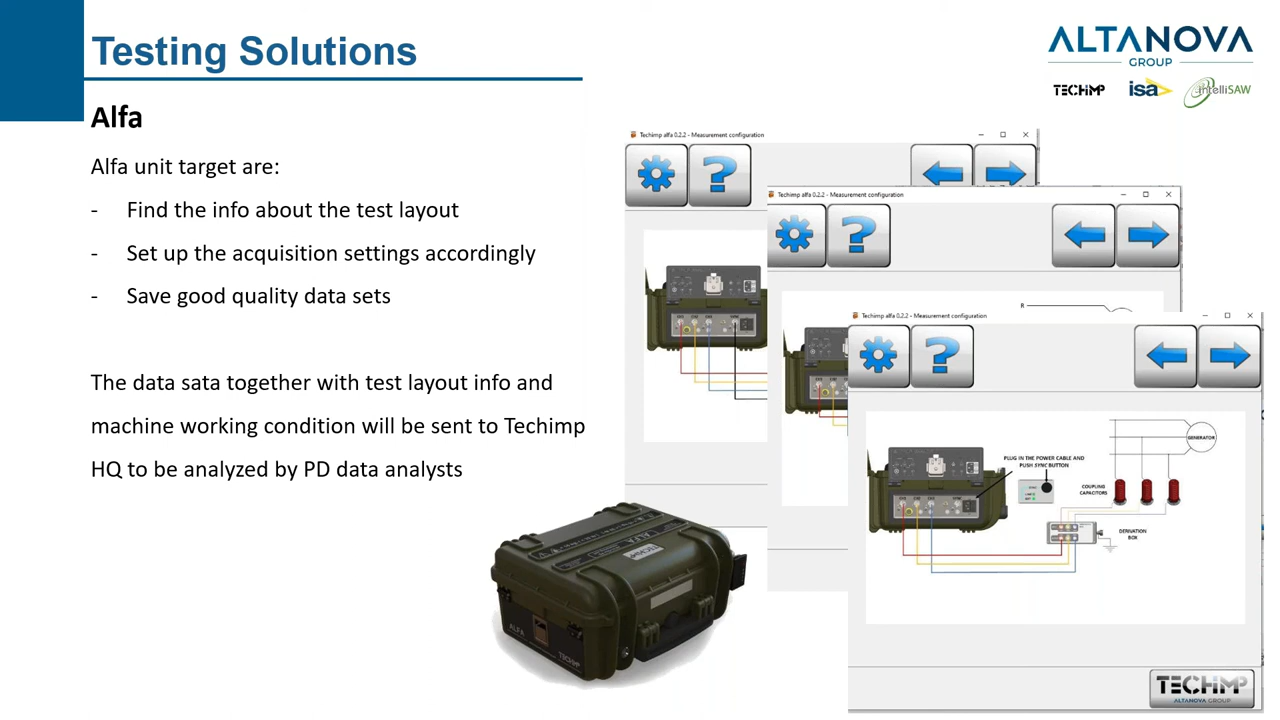 Testing Solutions
ALTANOVA
GROUP
TECHIMP
isa
intelliSAW
Alfa
Alfa unit target are:
- Find the info about the test layout
- Set up the acquisition settings accordingly
- Save good quality data sets
The data sata together with test layout info and
machine working condition will be sent to Techimp
HQ to be analyzed by PD data analysts
Techimp alfa 0.2.2 - Measurement configuration
Techimp alfa 0.2.2 - Measurement configuration
R
Techimp alfa 0.2.2 - Measurement configuration
GENERATOR
PLUG IN THE POWER CABLE AND
PUSH SYNC BUTTON
COUPLING
CAPACITORS
DERIVATION
BOX
ALFA
TECHIMP
TECHIMP
ALTANOVA GROUP